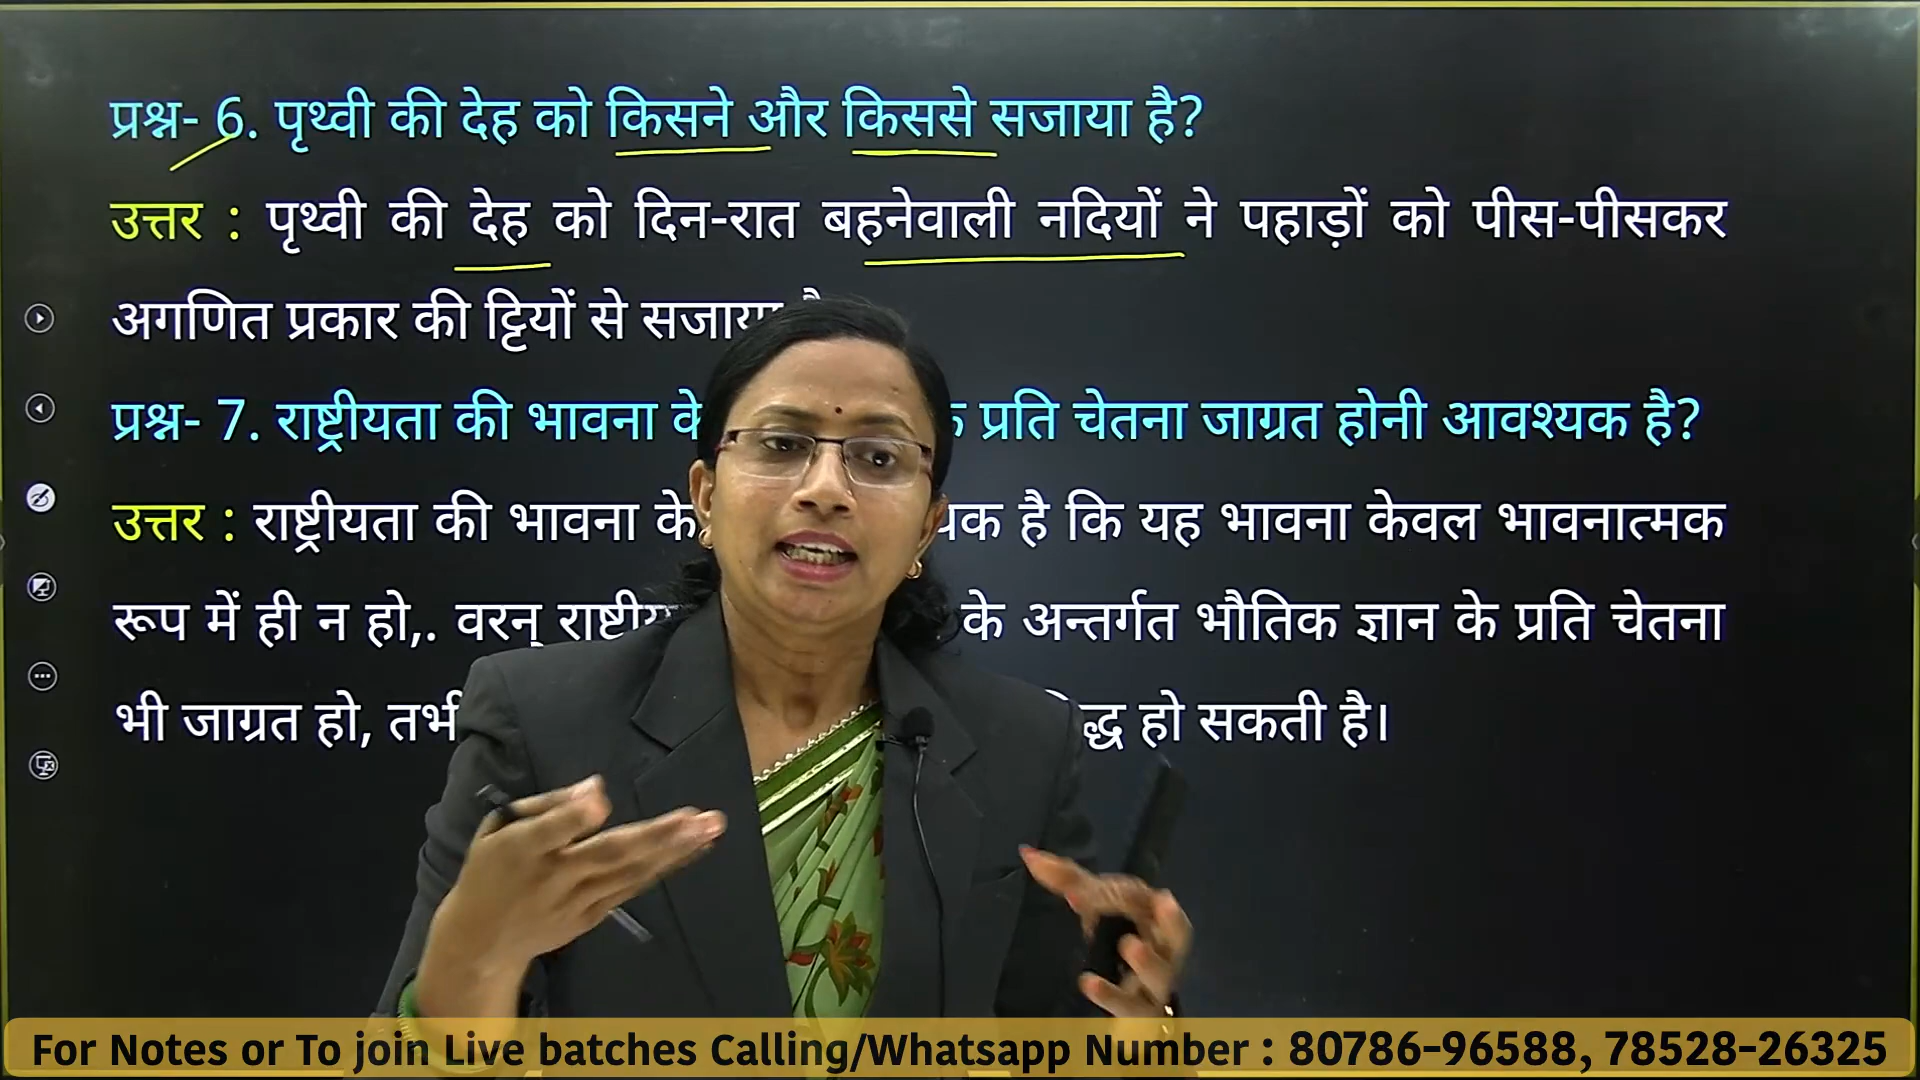 प्रश्न- 6. पृथ्वी की देह को किसने और किससे सजाया है?
उत्तर : पृथ्वी की देह को दिन-रात बहनेवाली नदियों ने पहाड़ों को पीस-पीसकर
अगणित प्रकार की ट्टियों से सजाया
प्रश्न- 7. राष्ट्रीयता की भावना के प्रति चेतना जाग्रत होनी आवश्यक है?
उत्तर : राष्ट्रीयता की भावना के है कि यह भावना केवल भावनात्मक
रूप में ही न हो,. वरन् के अन्तर्गत भौतिक ज्ञान के प्रति चेतना
भी जाग्रत हो, हो सकती है।
For Notes or To join Live batches Calling/Whatsapp Number : 80786-96588, 78528-26325